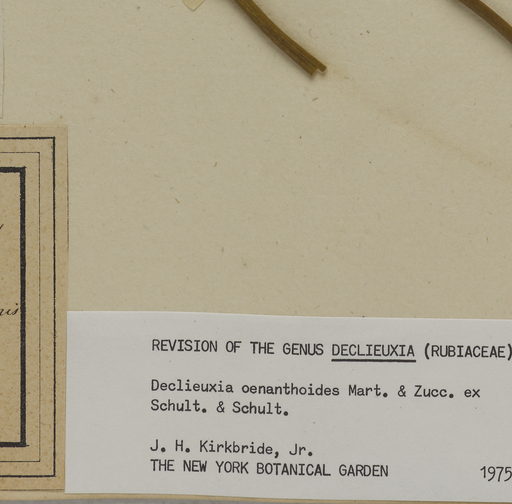 REVISION OF THE GENUS DECLIEUXIA (RUBIACEAE)
Declieuxia oenanthoides Mart. & Zucc. ex
Schult. & Schult.
J. H. Kirkbride, Jr.
THE NEW YORK BOTANICAL GARDEN 1975